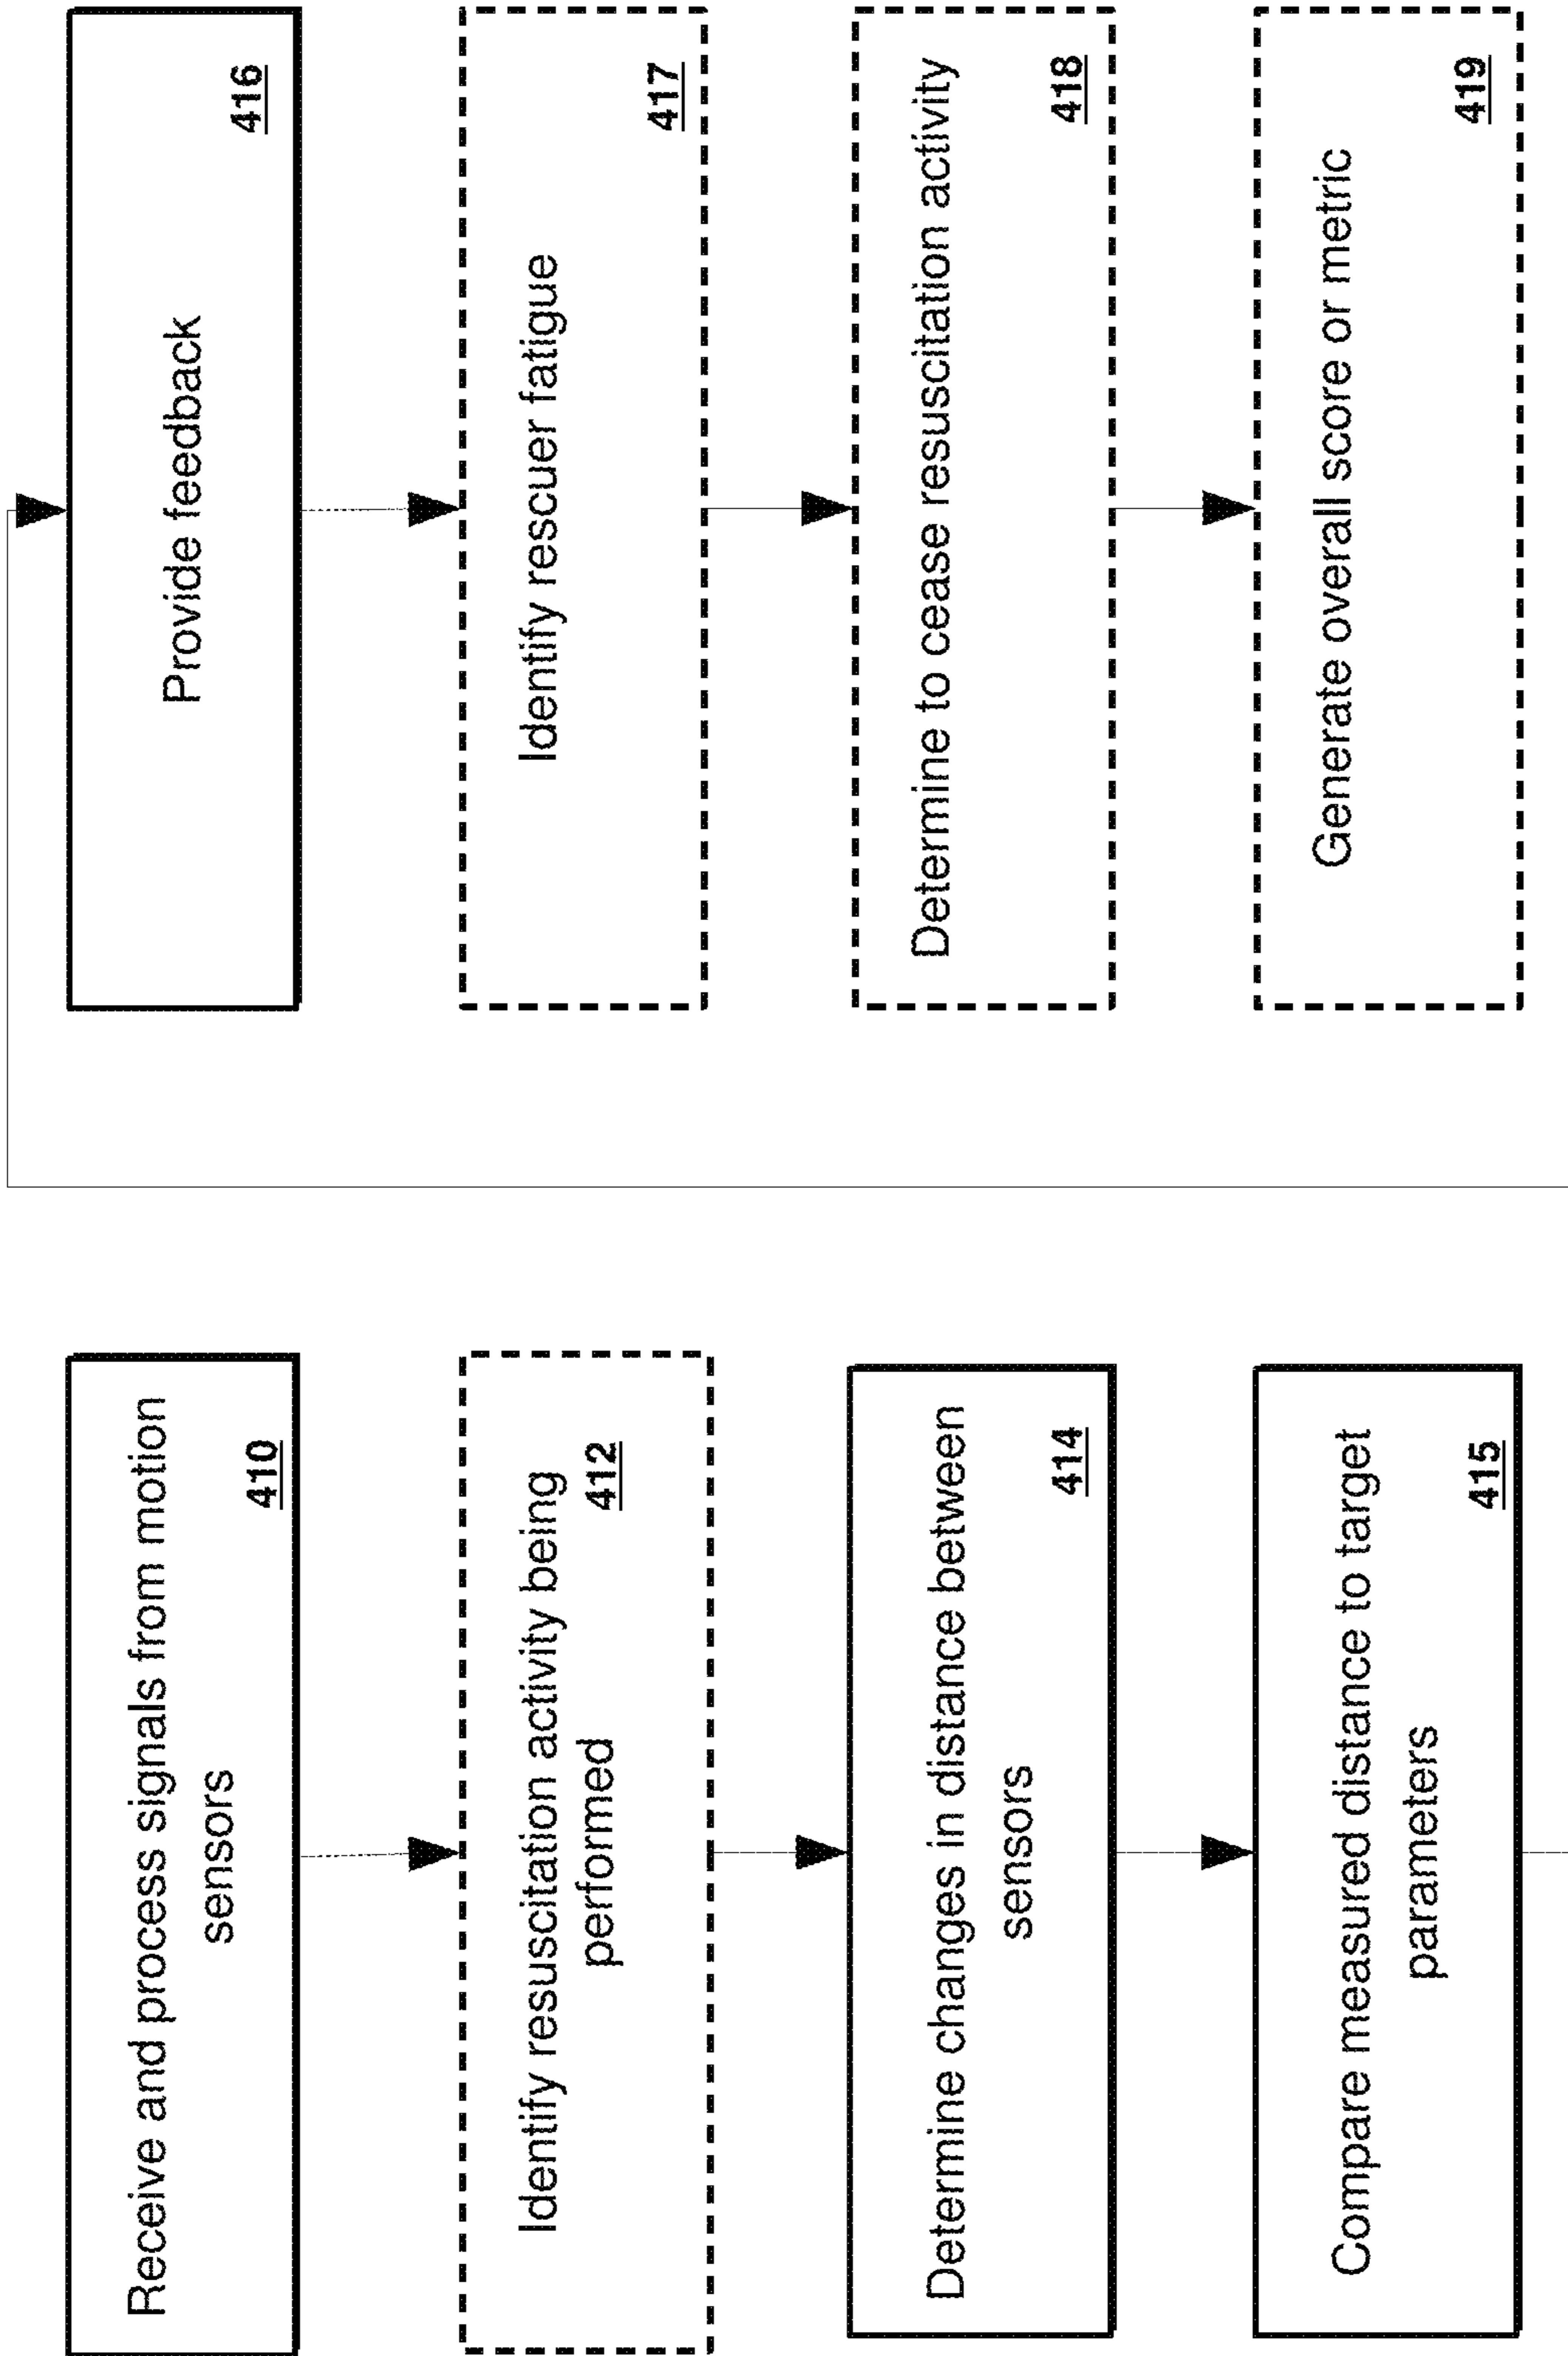 Receive and process signals from motion
sensors
410
Identify resuscitation activity being
performed
412
Determine changes in distance between
sensors
414
Compare measured distance to target
parameters
415
Provide feedback
416
Identify rescuer fatigue
417
Determine to cease resuscitation activity
418
Generate overall score or metric
419